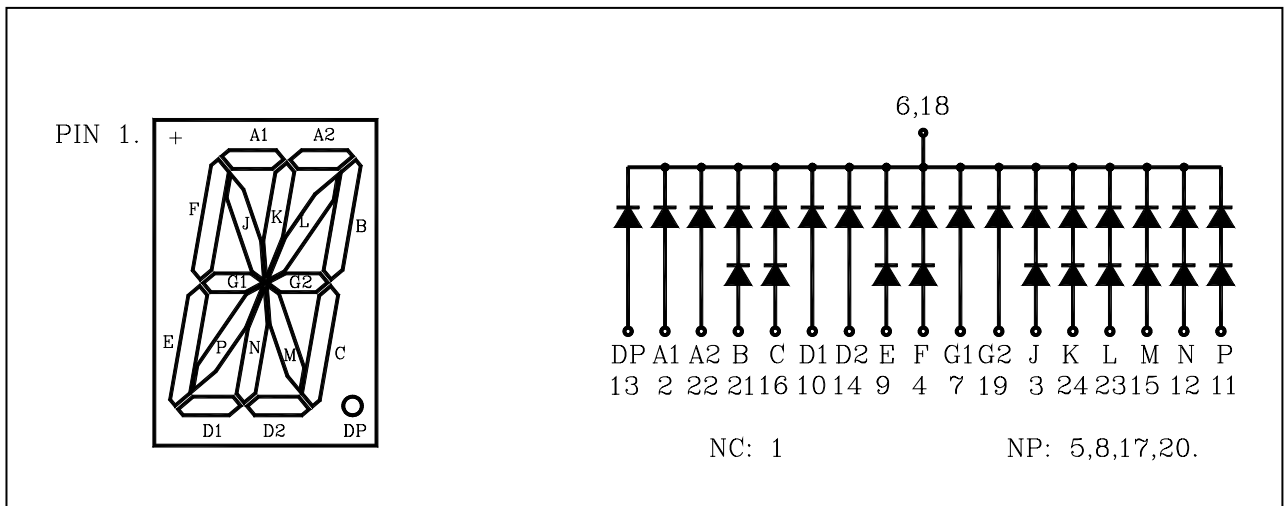 PIN 1.
+
A1 A2
F J K L B
G1 G2
E P N M C
D1 D2 DP
6,18
DP A1 A2 B C D1 D2 E F G1 G2 J K L M N P
13 2 22 21 16 10 14 9 4 7 19 3 24 23 15 12 11
NC: 1 NP: 5,8,17,20.